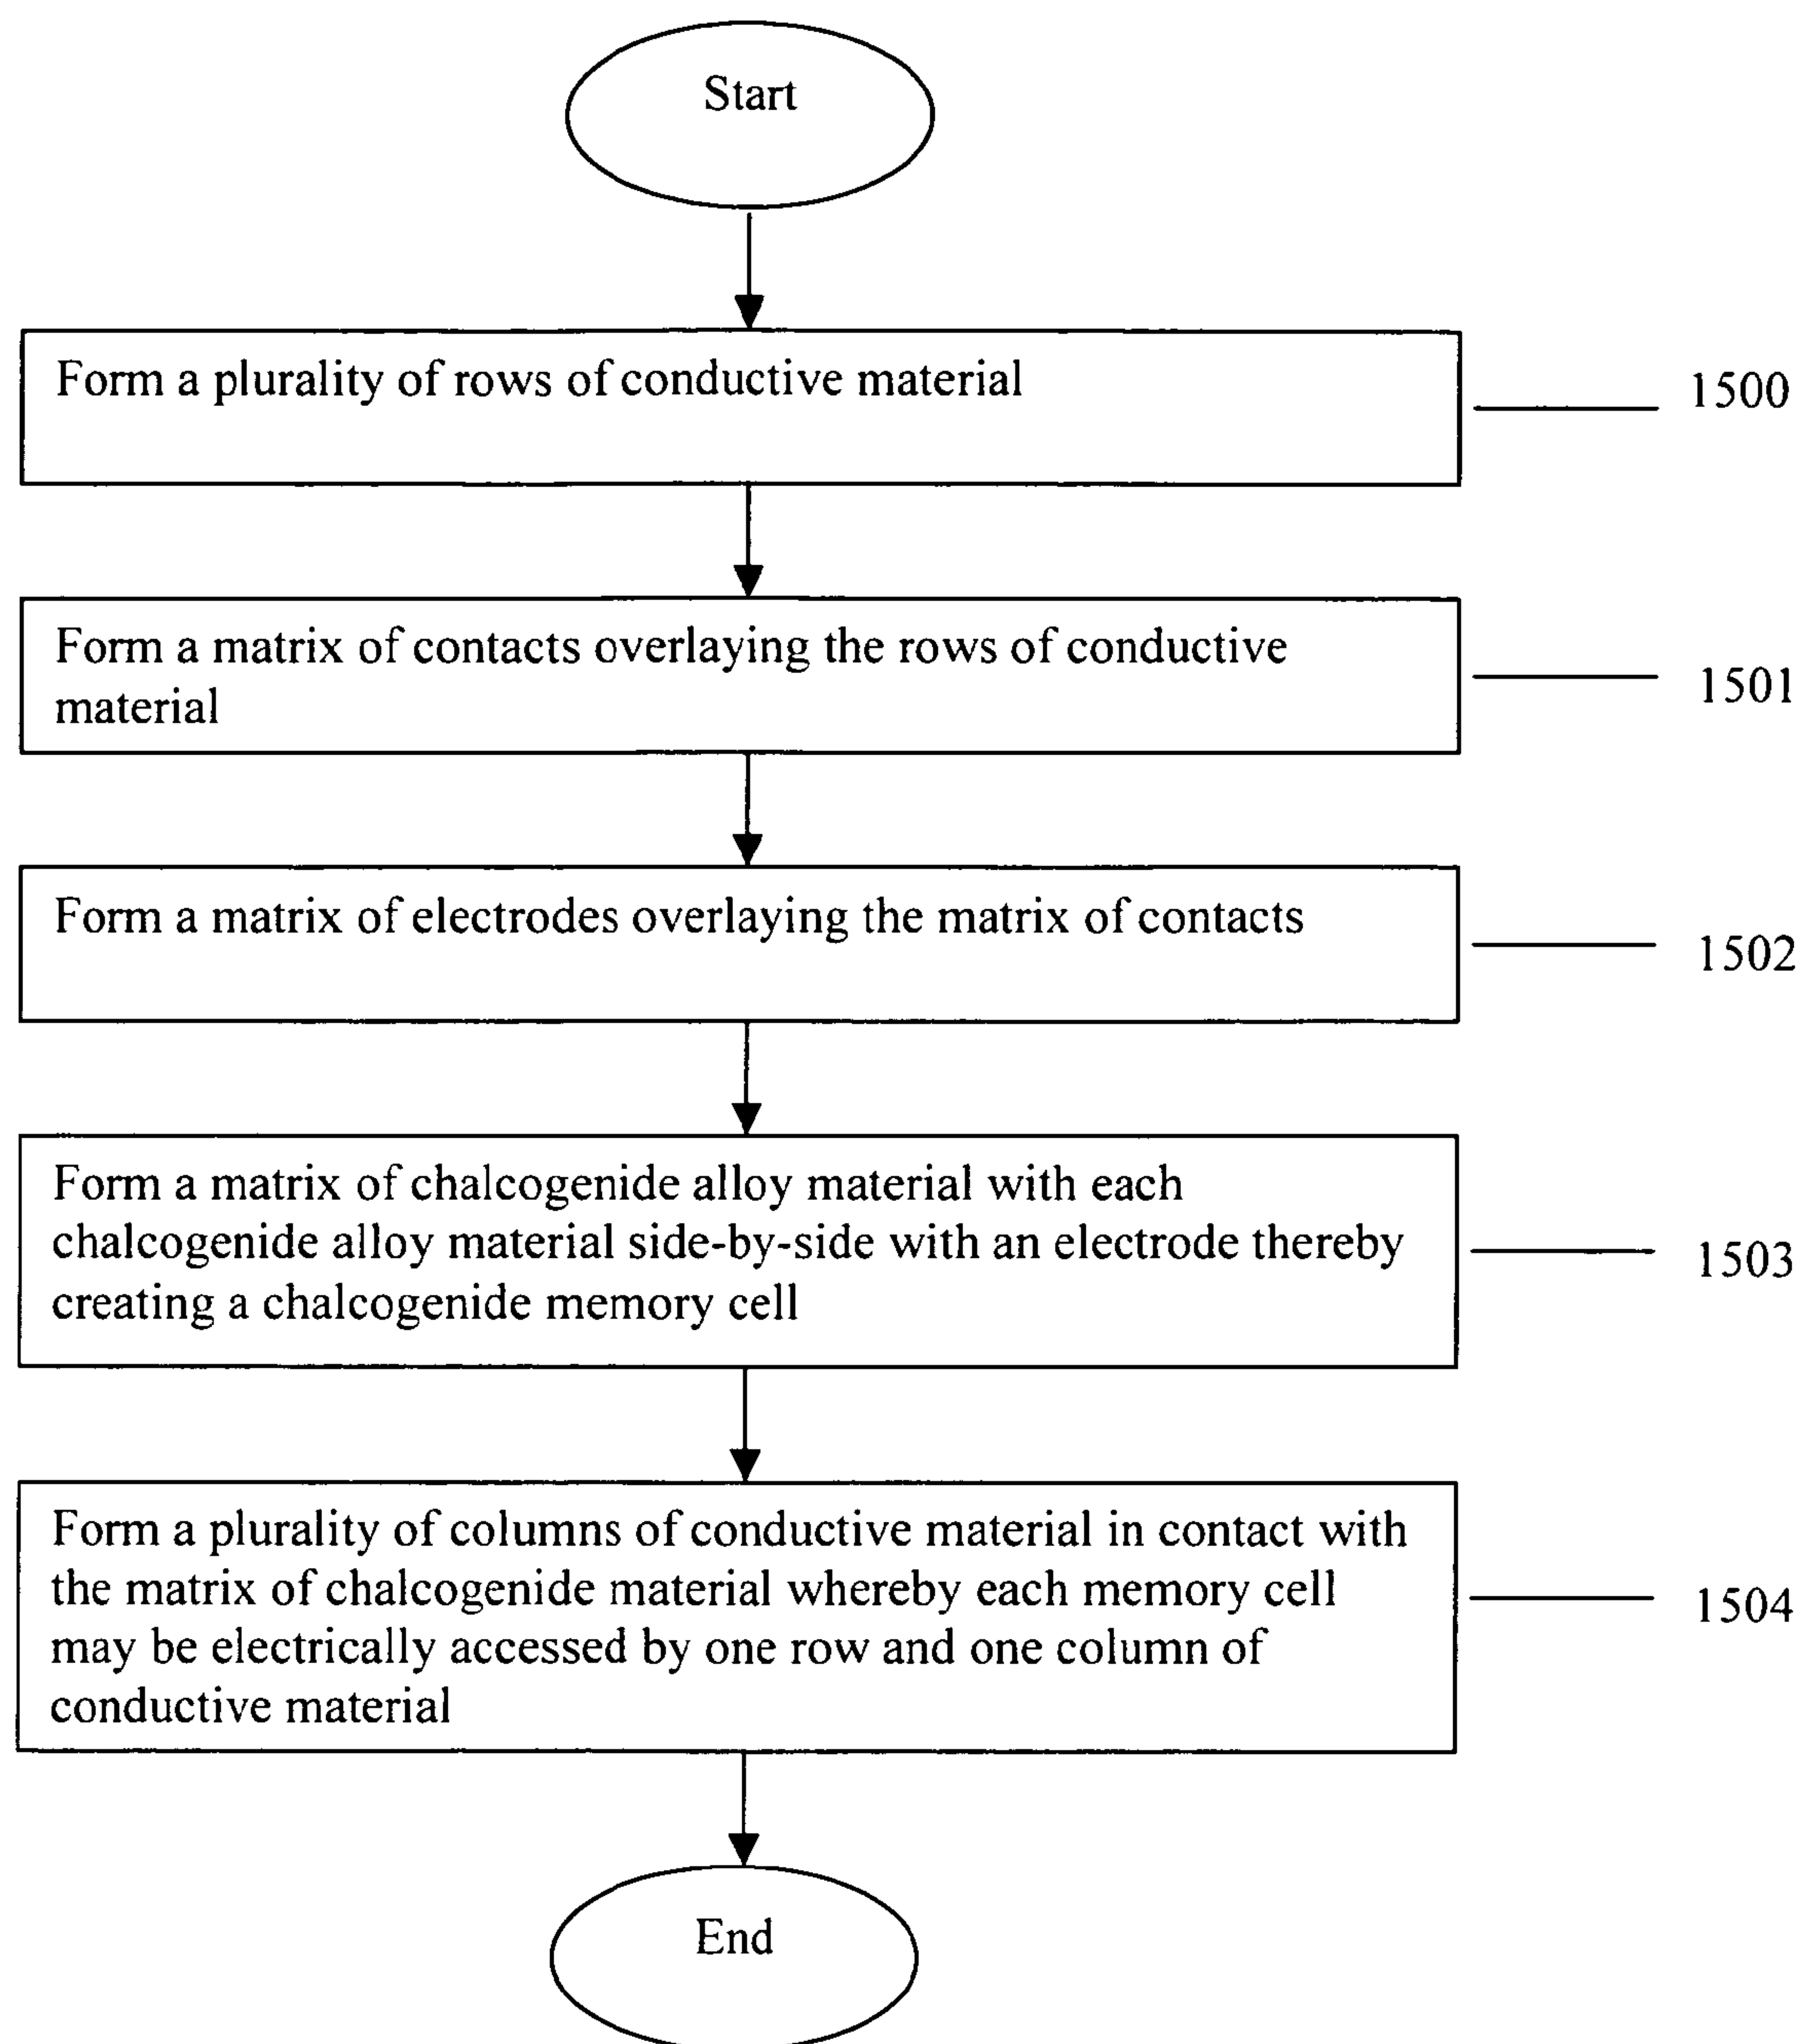 Start
Form a plurality of rows of conductive material
1500
Form a matrix of contacts overlaying the rows of conductive
material
1501
Form a matrix of electrodes overlaying the matrix of contacts
1502
Form a matrix of chalcogenide alloy material with each
chalcogenide alloy material side-by-side with an electrode thereby
creating a chalcogenide memory cell
1503
Form a plurality of columns of conductive material in contact with
the matrix of chalcogenide material whereby each memory cell
may be electrically accessed by one row and one column of
conductive material
1504
End